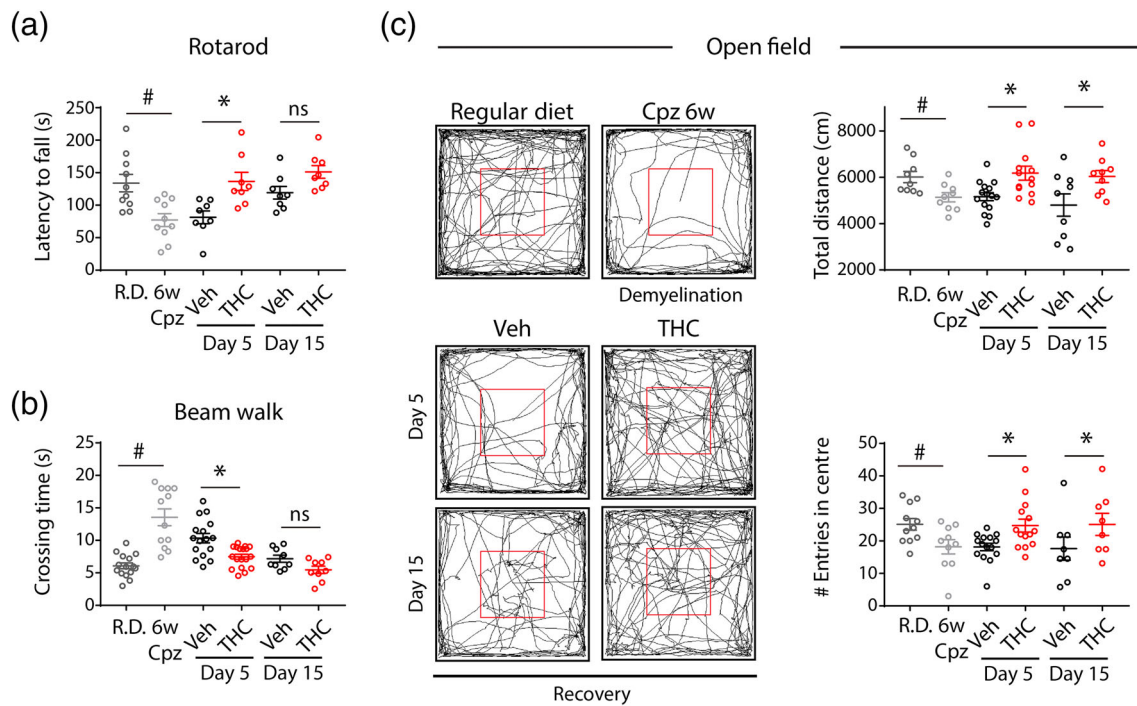 (a)
Rotarod
Latency to fall (s)
250
200
150
100
50
0
#
*
ns
R.D. 6w Veh THC Veh THC
Cpz
Day 5 Day 15
(b)
Beam walk
Crossing time (s)
25
20
15
10
5
0
#
*
ns
R.D. 6w Veh THC Veh THC
Cpz
Day 5 Day 15
(c)
Open field
Regular diet Cpz 6w
Demyelination
Veh THC
Day 5
Day 15
Recovery
Total distance (cm)
8000
6000
4000
2000
#
*
*
R.D. 6w Veh THC Veh THC
Cpz
Day 5 Day 15
# Entries in centre
50
40
30
20
10
0
#
*
*
R.D. 6w Veh THC Veh THC
Cpz
Day 5 Day 15